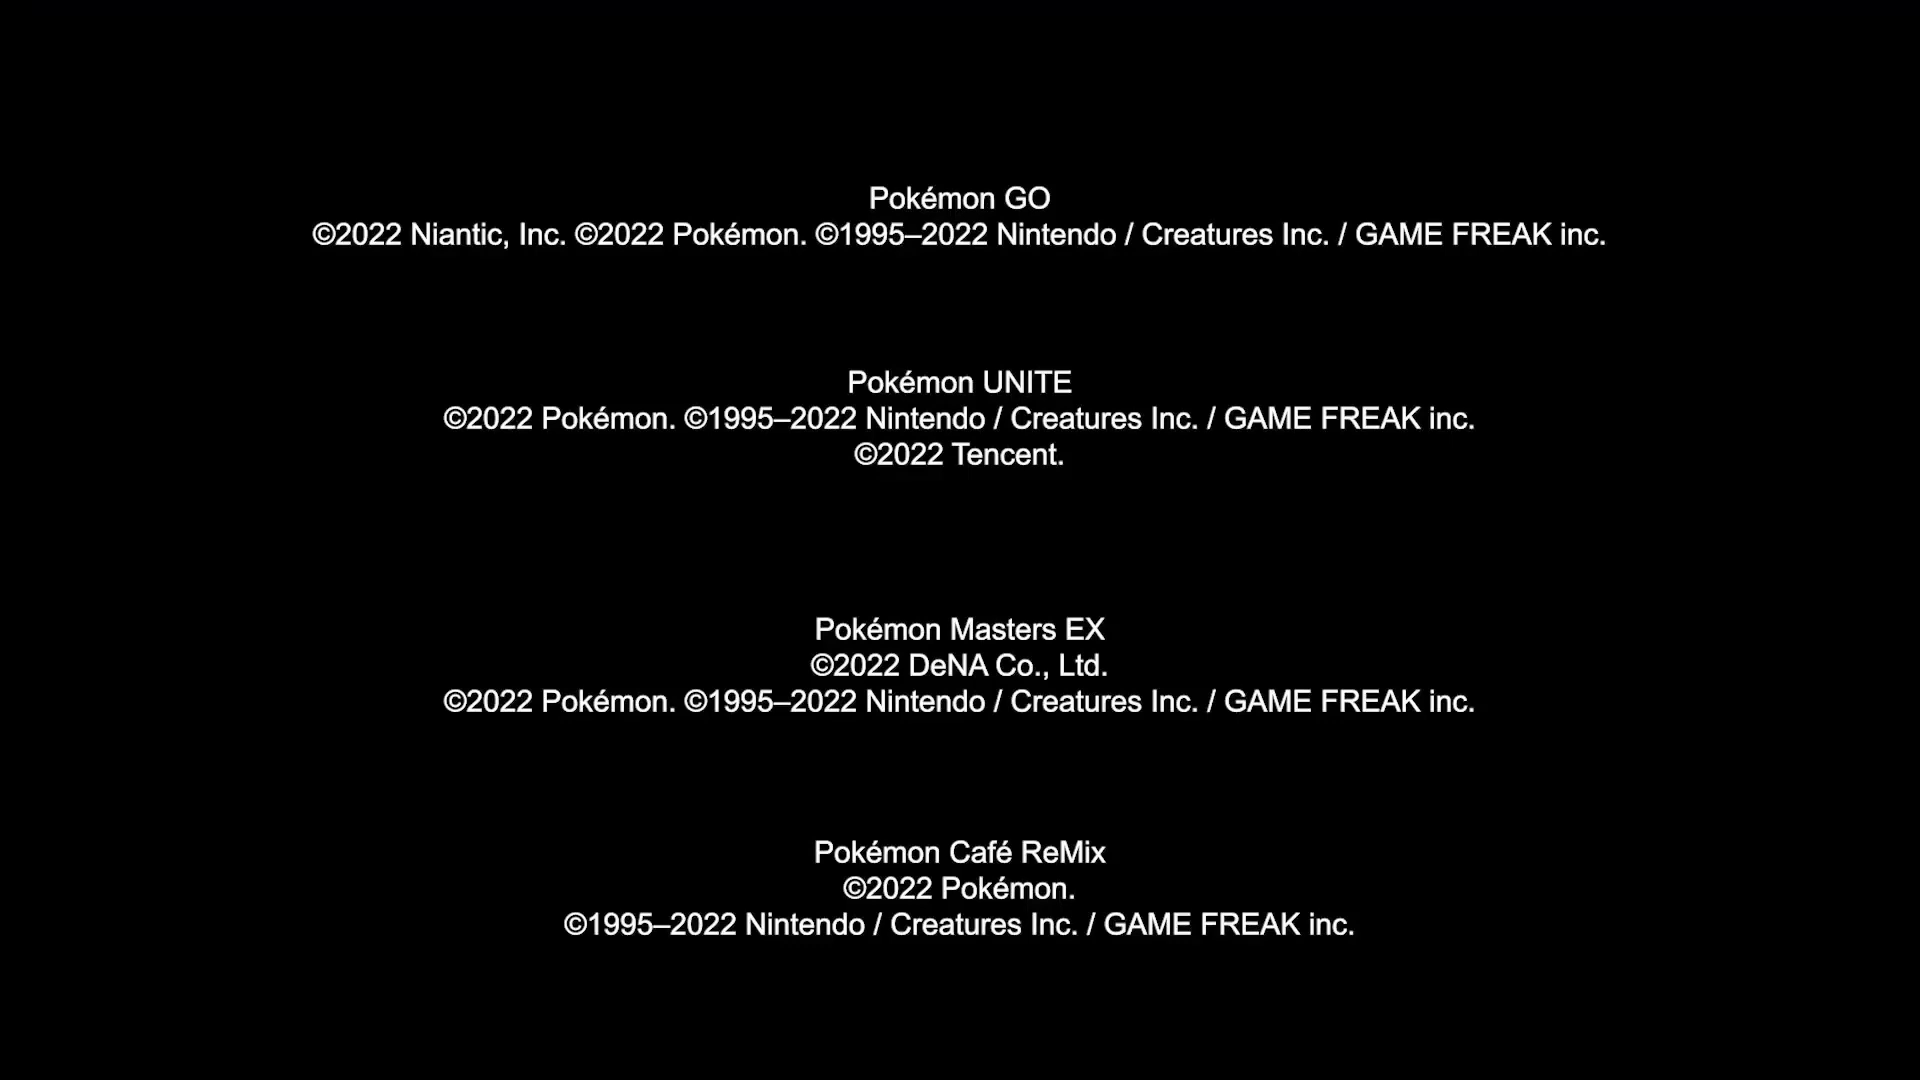 Pokémon GO
©2022 Niantic, Inc. ©2022 Pokémon. ©1995–2022 Nintendo / Creatures Inc. / GAME FREAK inc.
Pokémon UNITE
©2022 Pokémon. ©1995–2022 Nintendo / Creatures Inc. / GAME FREAK inc.
©2022 Tencent.
Pokémon Masters EX
©2022 DeNA Co., Ltd.
©2022 Pokémon. ©1995–2022 Nintendo / Creatures Inc. / GAME FREAK inc.
Pokémon Café ReMix
©2022 Pokémon.
©1995–2022 Nintendo / Creatures Inc. / GAME FREAK inc.